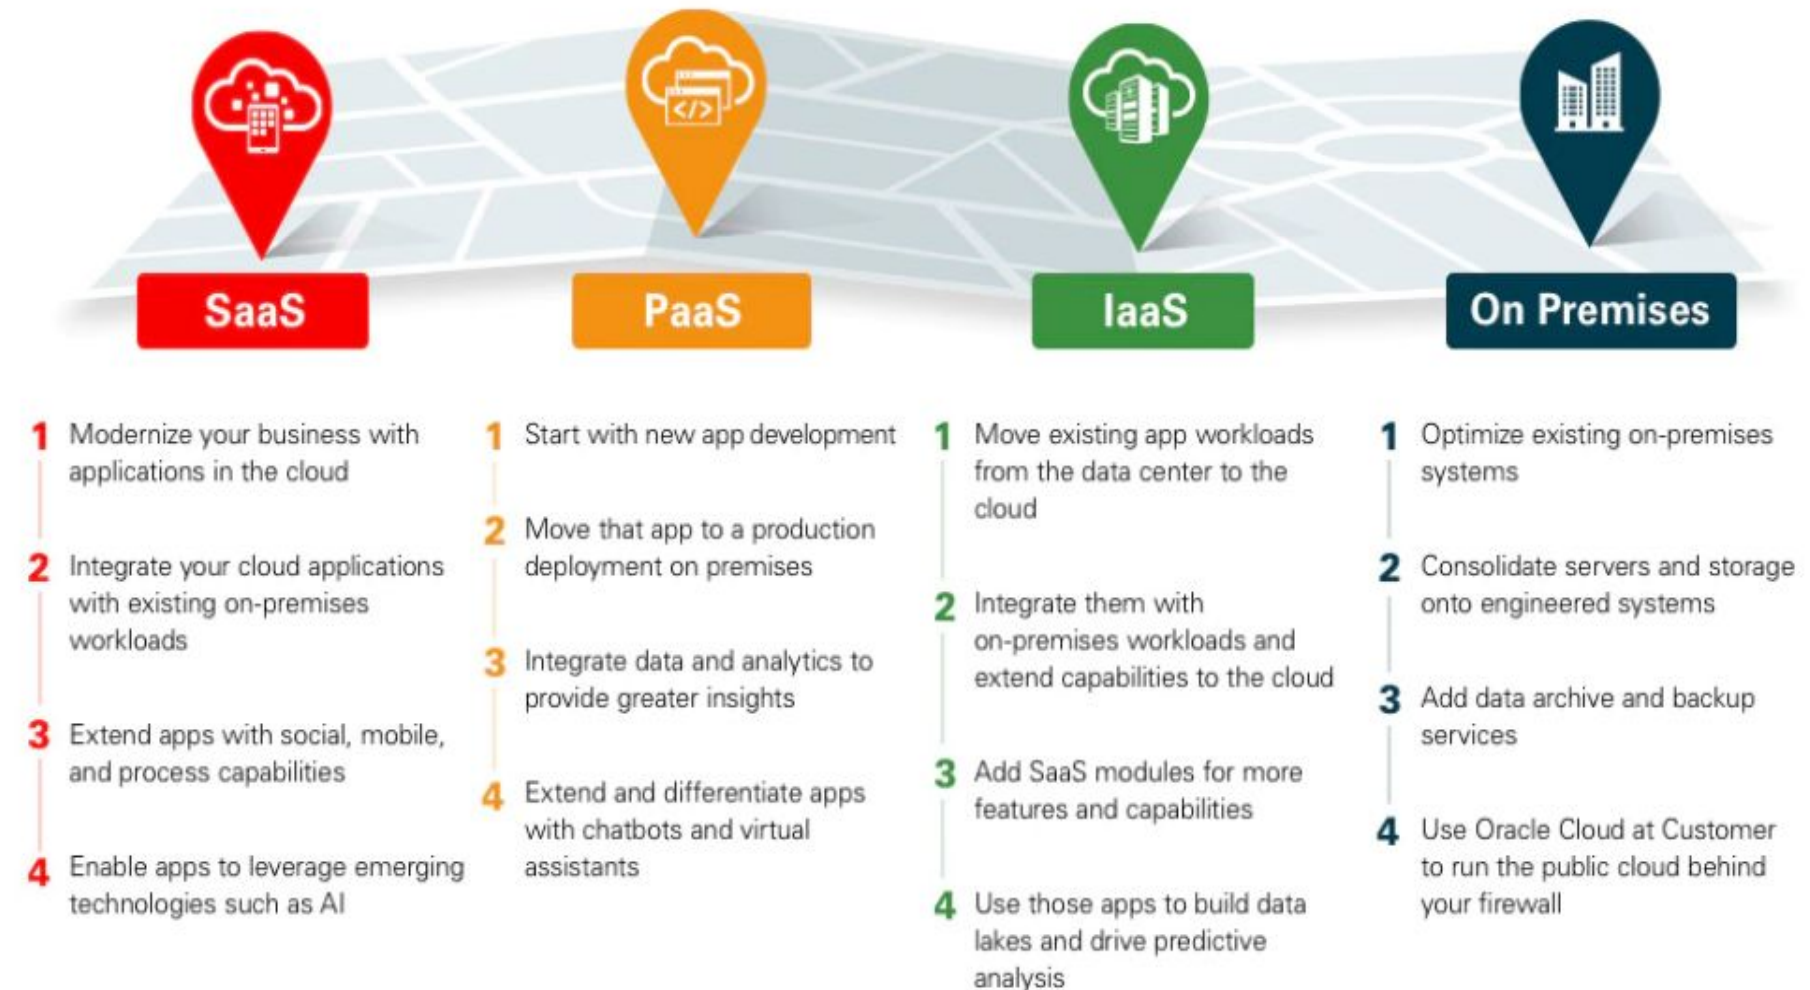 SaaS
PaaS
IaaS
On Premises
1 Modernize your business with
applications in the cloud
2 Integrate your cloud applications
with existing on-premises
workloads
3 Extend apps with social, mobile,
and process capabilities
4 Enable apps to leverage emerging
technologies such as AI
1 Start with new app development
2 Move that app to a production
deployment on premises
3 Integrate data and analytics to
provide greater insights
4 Extend and differentiate apps
with chatbots and virtual
assistants
1 Move existing app workloads
from the data center to the
cloud
2 Integrate them with
on-premises workloads and
extend capabilities to the cloud
3 Add SaaS modules for more
features and capabilities
4 Use those apps to build data
lakes and drive predictive
analysis
1 Optimize existing on-premises
systems
2 Consolidate servers and storage
onto engineered systems
3 Add data archive and backup
services
4 Use Oracle Cloud at Customer
to run the public cloud behind
your firewall